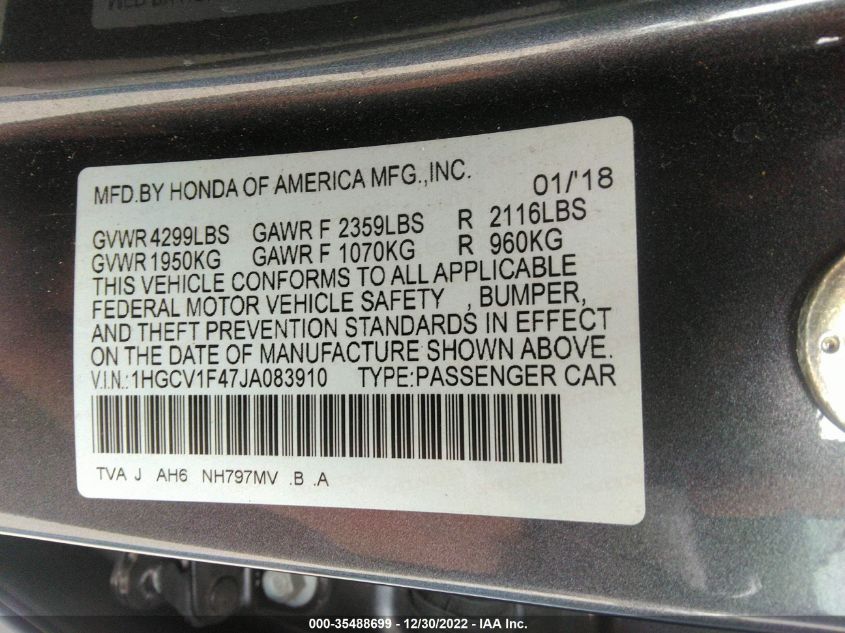 MFD.BY HONDA OF AMERICA MFG.,INC. 01/'18
GVWR 4299LBS GAWR F 2359LBS R 2116LBS
GVWR 1950KG GAWR F 1070KG R 960KG
THIS VEHICLE CONFORMS TO ALL APPLICABLE
FEDERAL MOTOR VEHICLE SAFETY , BUMPER,
AND THEFT PREVENTION STANDARDS IN EFFECT
ON THE DATE OF MANUFACTURE SHOWN ABOVE.
V.I.N.:1HGCV1F47JA083910 TYPE:PASSENGER CAR
TVA J AH6 NH797MV .B .A
000-35488699 - 12/30/2022 - IAA Inc.